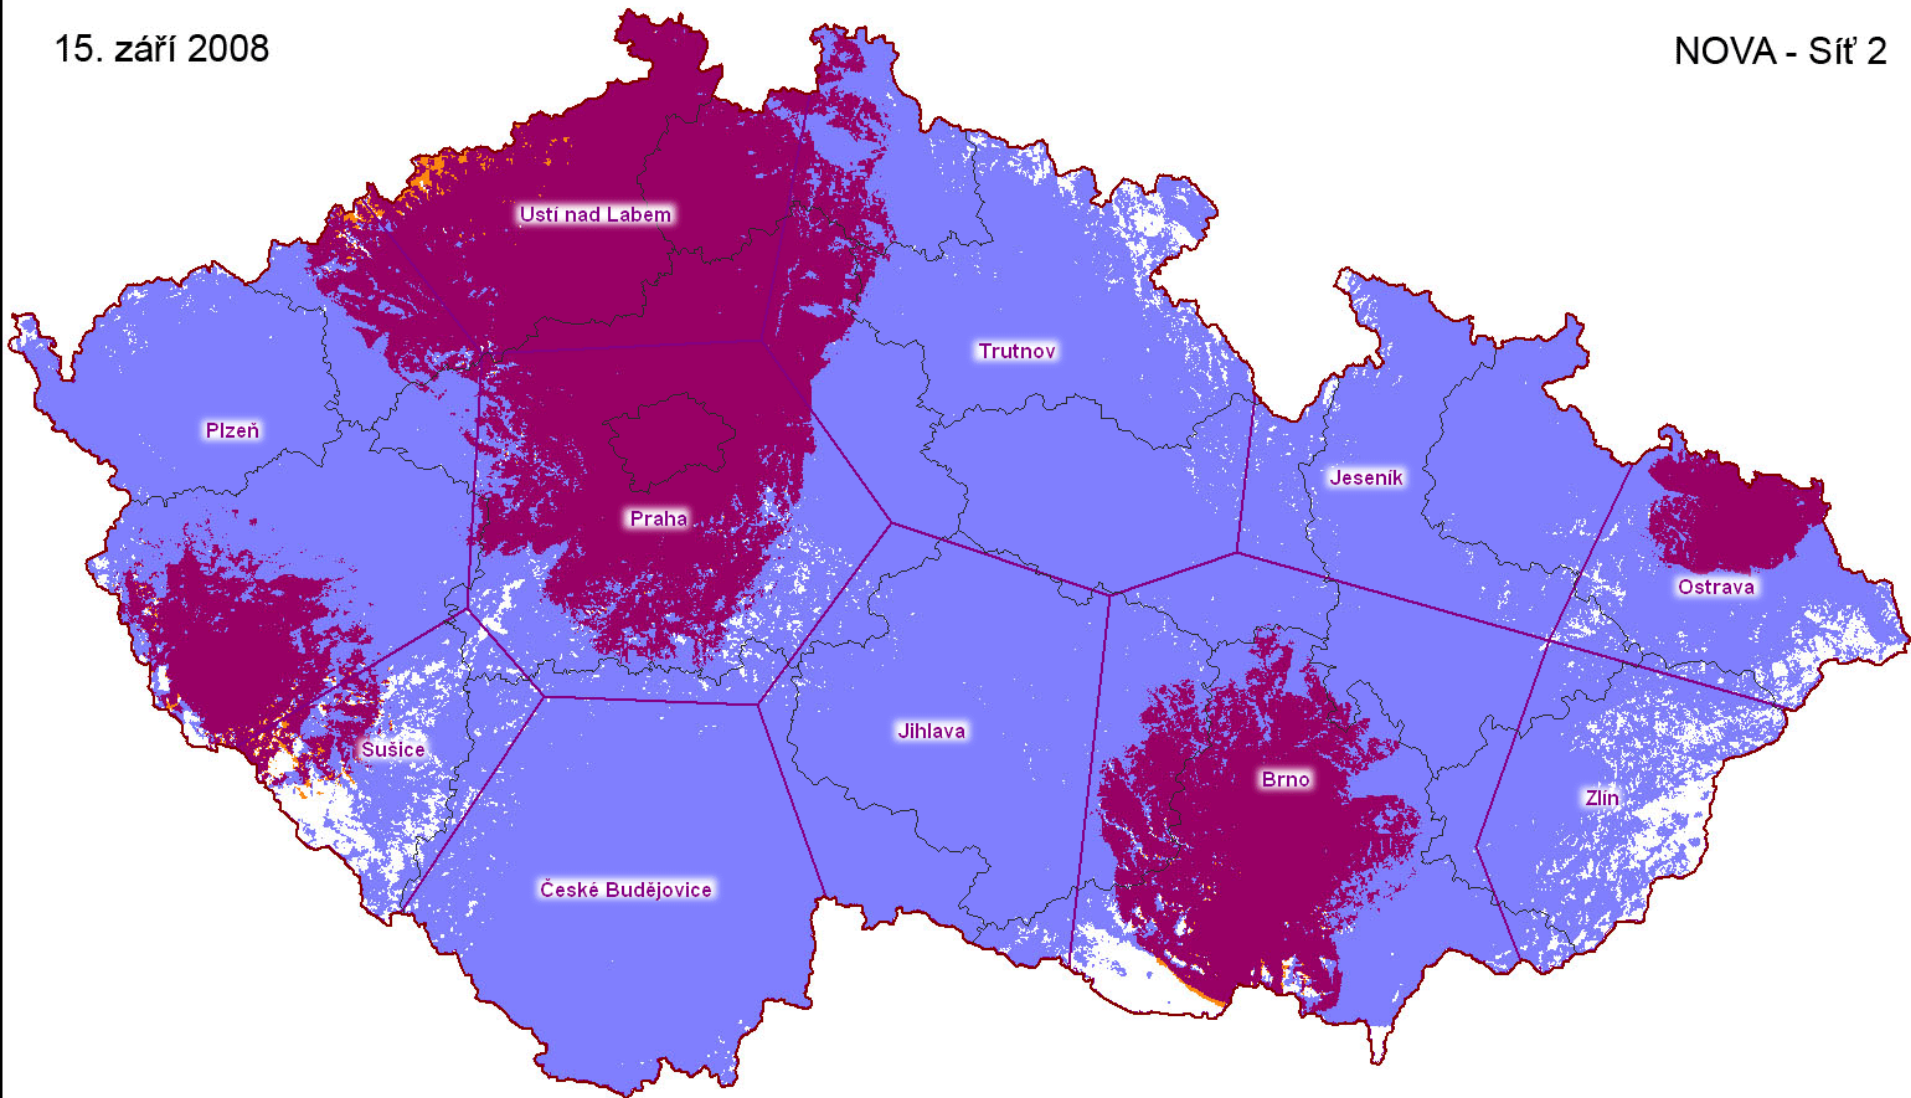 15. září 2008
NOVA - Síť 2
Ustí nad Labem
Trutnov
Plzeň
Jeseník
Praha
Ostrava
Jihlava
Sušice
Brno
Zlín
České Budějovice